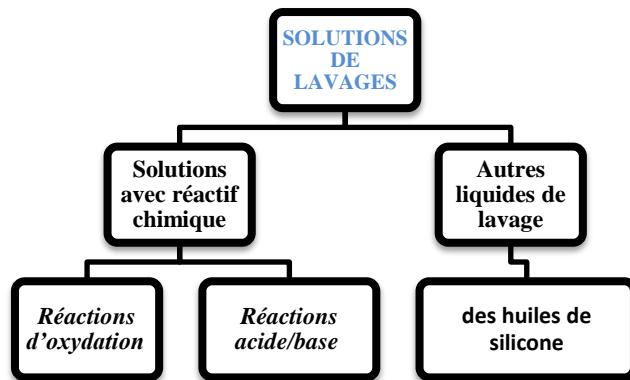 SOLUTIONS
DE
LAVAGES
Solutions
avec réactif
chimique
Autres
liquides de
lavage
Réactions
d’oxydation
Réactions
acide/base
des huiles de
silicone